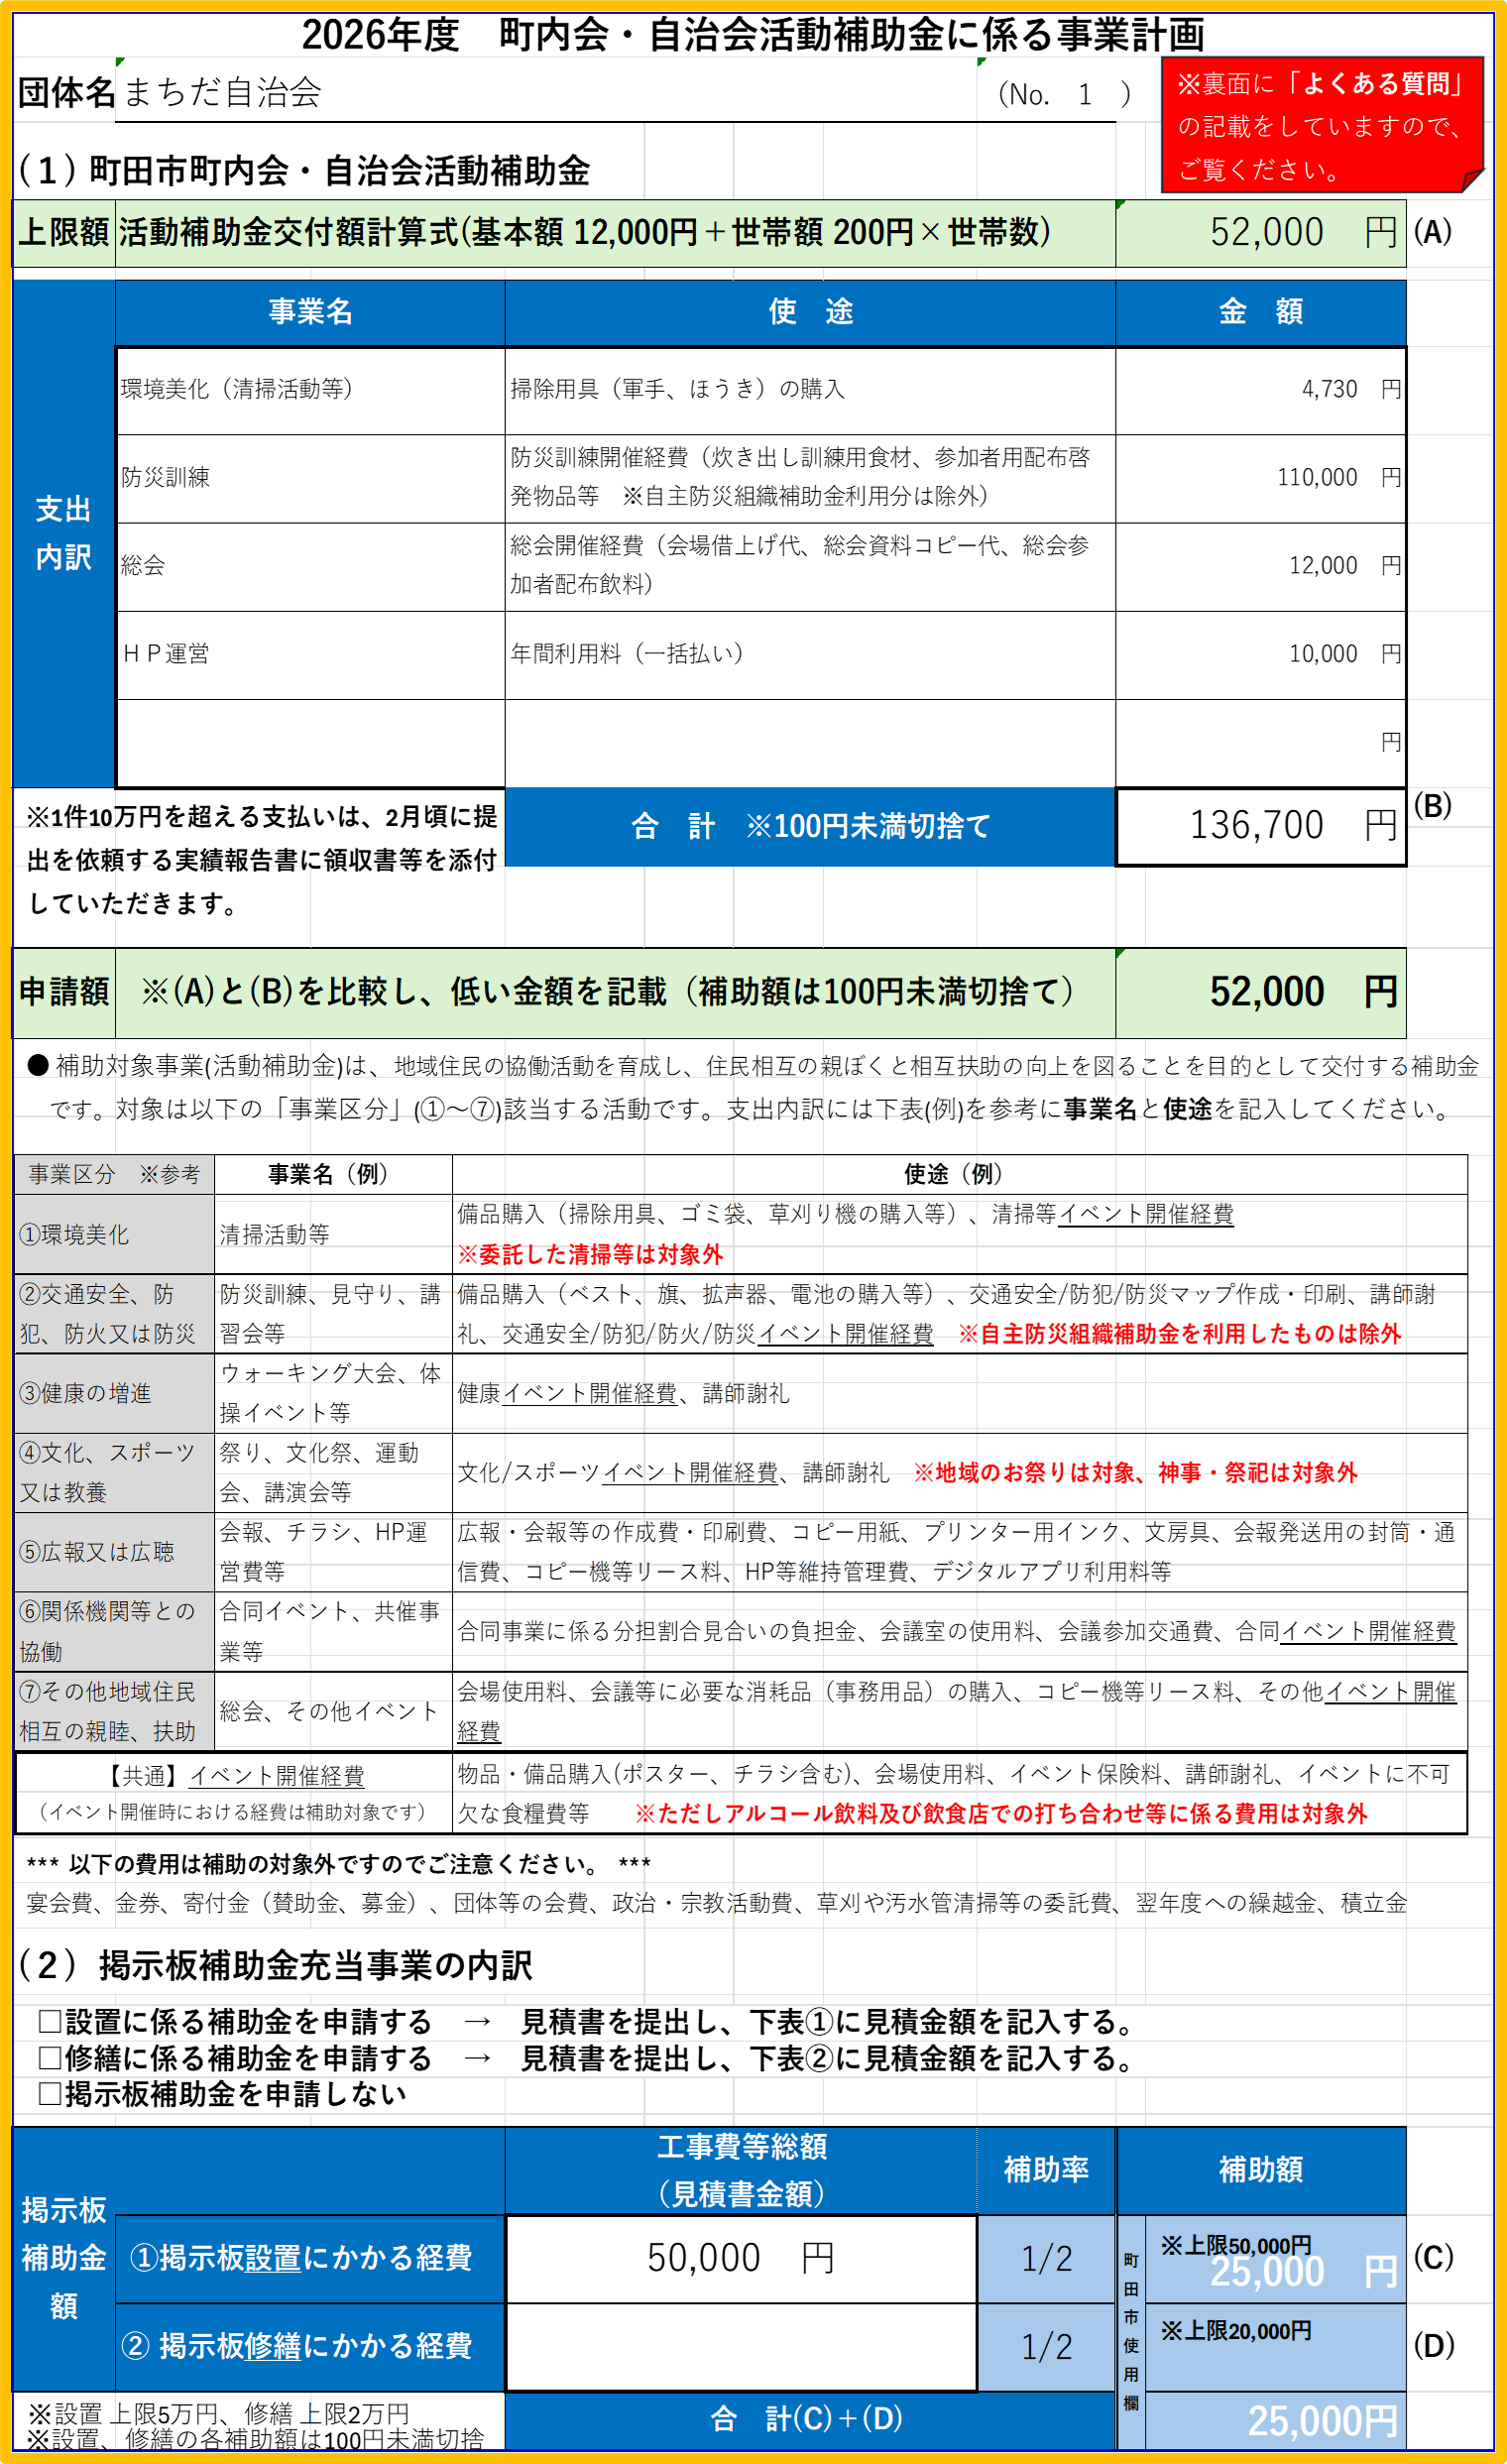 2026年度　町内会・自治会活動補助金に係る事業計画
団体名 まちだ自治会 （No.　1　）
※裏面に「よくある質問」
の記載をしていますので、
ご覧ください。
（1）町田市町内会・自治会活動補助金
上限額 活動補助金交付額計算式(基本額 12,000円＋世帯額 200円×世帯数) 52,000　円 (A)
事業名 使　途 金　額
支出
内訳
環境美化（清掃活動等） 掃除用具（軍手、ほうき）の購入 4,730　円
防災訓練 防災訓練開催経費（炊き出し訓練用食材、参加者用配布啓
発物品等　※自主防災組織補助金利用分は除外） 110,000　円
総会 総会開催経費（会場借上げ代、総会資料コピー代、総会参
加者配布飲料） 12,000　円
ＨＰ運営 年間利用料（一括払い） 10,000　円
円
※1件10万円を超える支払いは、2月頃に提
出を依頼する実績報告書に領収書等を添付
していただきます。
合　計　※100円未満切捨て 136,700　円 (B)
申請額 ※(A)と(B)を比較し、低い金額を記載（補助額は100円未満切捨て） 52,000　円
● 補助対象事業(活動補助金)は、地域住民の協働活動を育成し、住民相互の親ぼくと相互扶助の向上を図ることを目的として交付する補助金
です。対象は以下の「事業区分」(①～⑦)該当する活動です。支出内訳には下表(例)を参考に事業名と使途を記入してください。
事業区分　※参考 事業名（例） 使途（例）
①環境美化 清掃活動等 備品購入（掃除用具、ゴミ袋、草刈り機の購入等）、清掃等イベント開催経費
※委託した清掃等は対象外
②交通安全、防
犯、防火又は防災 防災訓練、見守り、講
習会等 備品購入（ベスト、旗、拡声器、電池の購入等）、交通安全/防犯/防災マップ作成・印刷、講師謝
礼、交通安全/防犯/防火/防災イベント開催経費　※自主防災組織補助金を利用したものは除外
③健康の増進 ウォーキング大会、体
操イベント等 健康イベント開催経費、講師謝礼
④文化、スポーツ
又は教養 祭り、文化祭、運動
会、講演会等 文化/スポーツイベント開催経費、講師謝礼　※地域のお祭りは対象、神事・祭祀は対象外
⑤広報又は広聴 会報、チラシ、HP運
営費等 広報・会報等の作成費・印刷費、コピー用紙、プリンター用インク、文房具、会報発送用の封筒・通
信費、コピー機等リース料、HP等維持管理費、デジタルアプリ利用料等
⑥関係機関等との
協働 合同イベント、共催事
業等 合同事業に係る分担割合見合いの負担金、会議室の使用料、会議参加交通費、合同イベント開催経費
⑦その他地域住民
相互の親睦、扶助 総会、その他イベント 会場使用料、会議等に必要な消耗品（事務用品）の購入、コピー機等リース料、その他イベント開催
経費
【共通】イベント開催経費
（イベント開催時における経費は補助対象です） 物品・備品購入(ポスター、チラシ含む)、会場使用料、イベント保険料、講師謝礼、イベントに不可
欠な食糧費等　※ただしアルコール飲料及び飲食店での打ち合わせ等に係る費用は対象外
*** 以下の費用は補助の対象外ですのでご注意ください。 ***
宴会費、金券、寄付金（賛助金、募金）、団体等の会費、政治・宗教活動費、草刈や汚水管清掃等の委託費、翌年度への繰越金、積立金
（2）掲示板補助金充当事業の内訳
□設置に係る補助金を申請する　→　見積書を提出し、下表①に見積金額を記入する。
□修繕に係る補助金を申請する　→　見積書を提出し、下表②に見積金額を記入する。
□掲示板補助金を申請しない
掲示板
補助金
額
工事費等総額
（見積書金額） 補助率 補助額
①掲示板設置にかかる経費 50,000　円 1/2 ※上限50,000円
25,000　円 (C)
② 掲示板修繕にかかる経費 1/2 ※上限20,000円 (D)
町田市使用欄
※設置 上限5万円、修繕 上限2万円
※設置、修繕の各補助額は100円未満切捨
合　計(C)＋(D) 25,000円